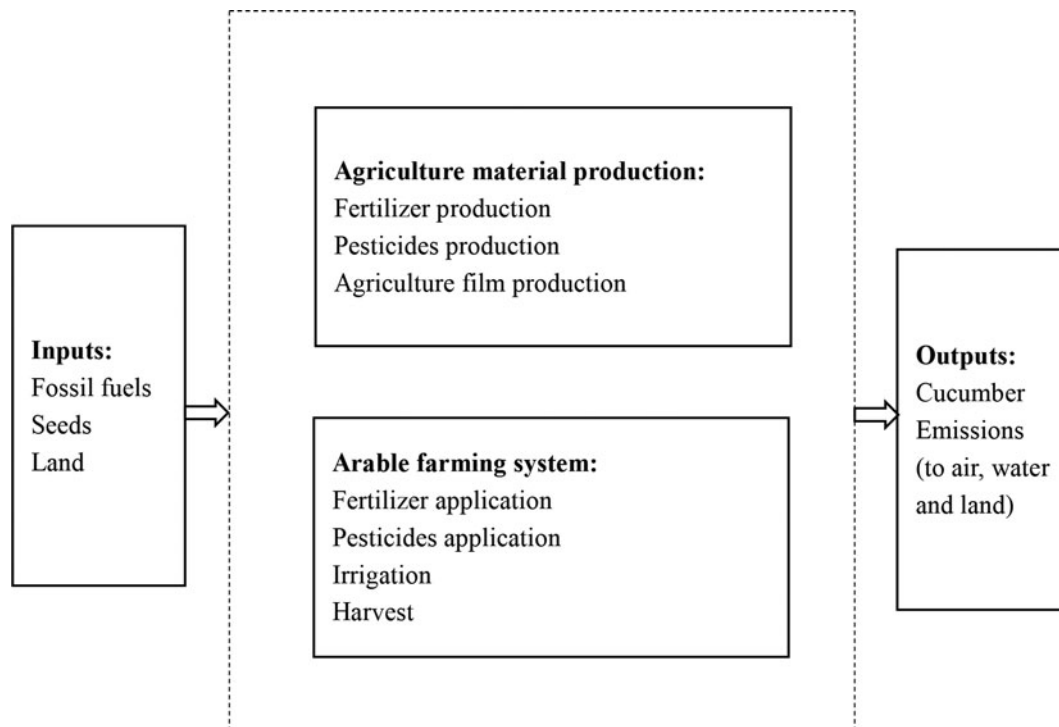 Agriculture material production:
Fertilizer production
Pesticides production
Agriculture film production
Inputs:
Fossil fuels
Seeds
Land
Arable farming system:
Fertilizer application
Pesticides application
Irrigation
Harvest
Outputs:
Cucumber
Emissions
(to air, water
and land)